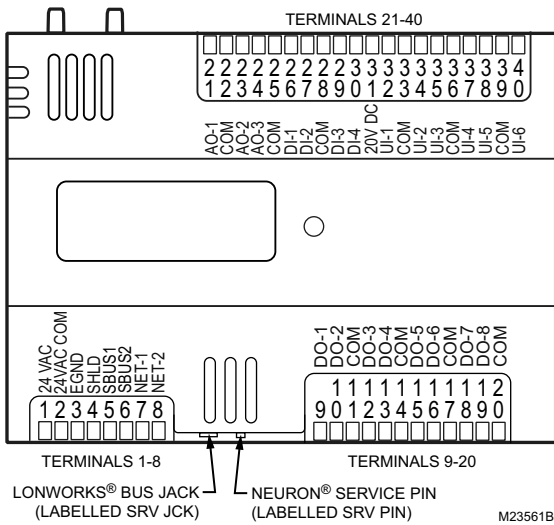 TERMINALS 21-40
2 2 2 2 2 2 2 2 2 3 3 3 3 3 3 3 3 3 3 4
1 2 3 4 5 6 7 8 9 0 1 2 3 4 5 6 7 8 9 0
AO-1
COM
AO-2
AO-3
COM
DI-1
DI-2
COM
DI-3
DI-4
20V DC
UI-1
COM
UI-2
UI-3
COM
UI-4
UI-5
COM
UI-6
24 VAC
24VAC COM
EGND
SHLD
SBUS1
SBUS2
NET-1
NET-2
1 2 3 4 5 6 7 8
TERMINALS 1-8
DO-1
DO-2
COM
DO-3
DO-4
COM
DO-5
DO-6
COM
DO-7
DO-8
COM
1 1 1 1 1 1 1 1 1 1 2
9 0 1 2 3 4 5 6 7 8 9 0
TERMINALS 9-20
LONWORKS® BUS JACK
(LABELLED SRV JCK)
NEURON® SERVICE PIN
(LABELLED SRV PIN)
M23561B